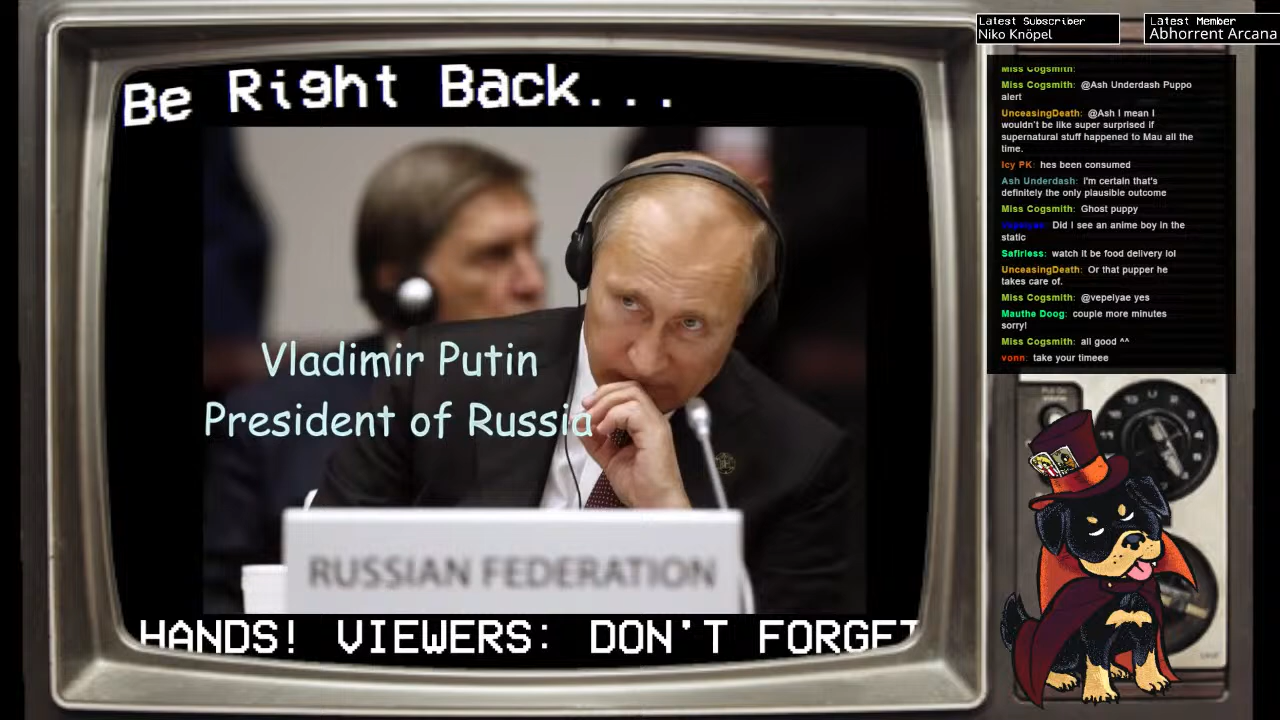 Latest Subscriber
Niko Knöpel
Latest Member
Abhorrent Arcana
Be Right Back...
Vladimir Putin
President of Russia
RUSSIAN FEDERATION
HANDS! VIEWERS: DON'T FORGET
Miss Cogsmith:
Miss Cogsmith: @Ash Underdash Puppo
alert
UnceasingDeath: @Ash I mean I
wouldn't be like super surprised if
supernatural stuff happened to Mau all the
time.
Icy PK: hes been consumed
Ash Underdash: I'm certain that's
definitely the only plausible outcome
Miss Cogsmith: Ghost puppy
Did I see an anime boy in the
static
Safirless: watch it be food delivery lol
UnceasingDeath: Or that pupper he
takes care of.
Miss Cogsmith: @vepelyae yes
Mauthe Doog: couple more minutes
sorry!
Miss Cogsmith: all good ^^
vonn: take your timeee